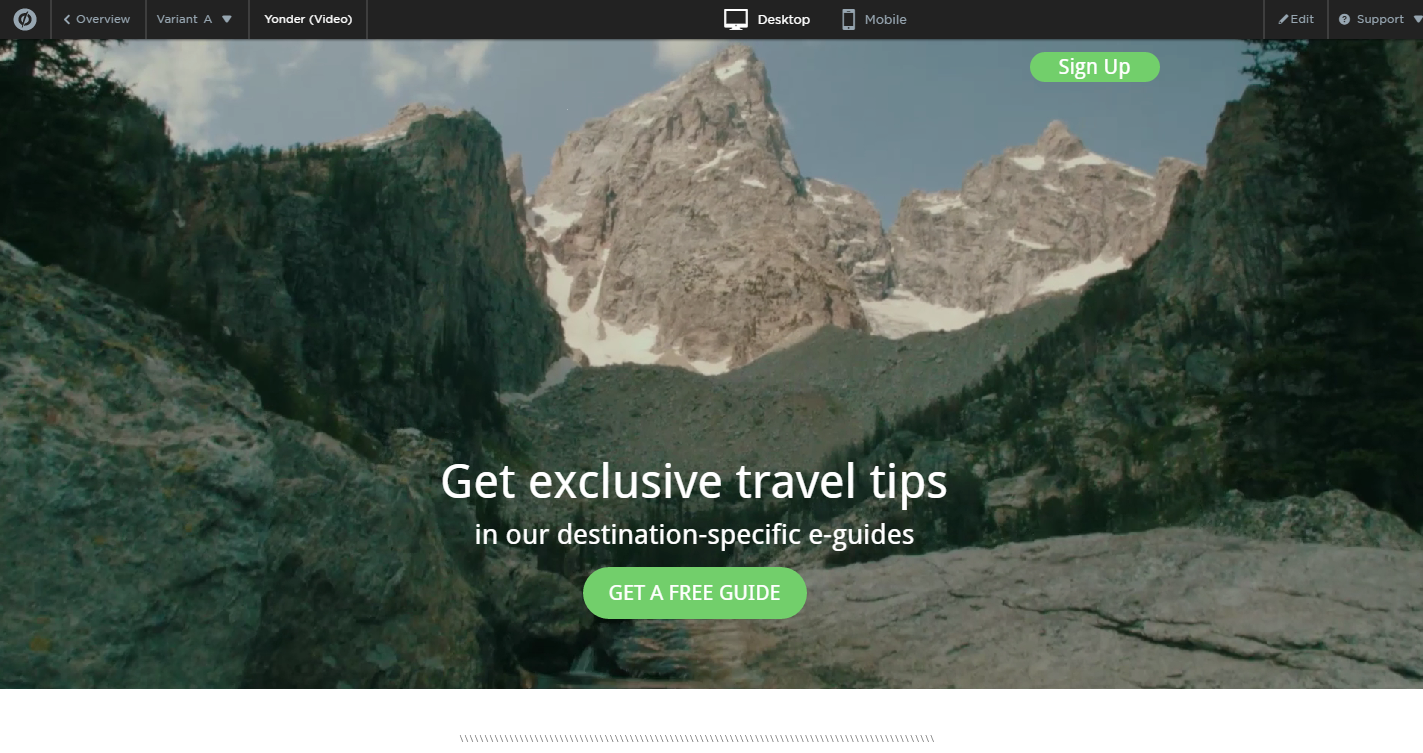 Overview
Variant A
Yonder (Video)
Desktop
Mobile
Edit
Support
Sign Up
Get exclusive travel tips
in our destination-specific e-guides
GET A FREE GUIDE